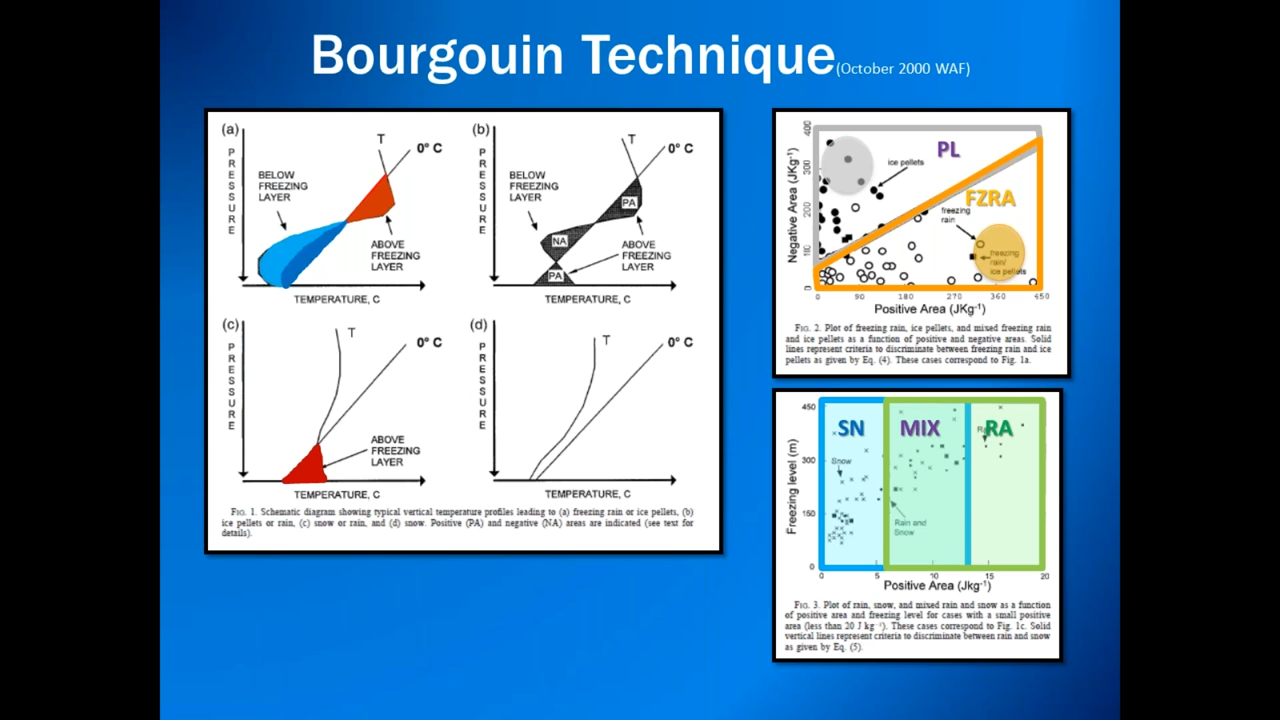 Bourgouin Technique(October 2000 WAF)
(a)
PRESSURE
T
0° C
BELOW
FREEZING
LAYER
ABOVE
FREEZING
LAYER
TEMPERATURE, C
(b)
PRESSURE
T
0° C
BELOW
FREEZING
LAYER
PA
NA
PA
ABOVE
FREEZING
LAYER
TEMPERATURE, C
(c)
PRESSURE
T
0° C
ABOVE
FREEZING
LAYER
TEMPERATURE, C
(d)
PRESSURE
T
0° C
TEMPERATURE, C
FIG. 1. Schematic diagram showing typical vertical temperature profiles leading to (a) freezing rain or ice pellets, (b)
ice pellets or rain, (c) snow or rain, and (d) snow. Positive (PA) and negative (NA) areas are indicated (see text for
details).
Negative Area (JKg-1)
400
300
200
100
0
PL
ice pellets
FZRA
freezing
rain
freezing
rain/
ice pellets
0 90 180 270 360 450
Positive Area (JKg-1)
FIG. 2. Plot of freezing rain, ice pellets, and mixed freezing rain
and ice pellets as a function of positive and negative areas. Solid
lines represent criteria to discriminate between freezing rain and ice
pellets as given by Eq. (4). These cases correspond to Fig. 1a.
Freezing level (m)
450
300
150
0
SN MIX RA
Snow
Rain and
Snow
0 5 10 15 20
Positive Area (Jkg-1)
FIG. 3. Plot of rain, snow, and mixed rain and snow as a function
of positive area and freezing level for cases with a small positive
area (less than 20 J kg-1). These cases correspond to Fig. 1c. Solid
vertical lines represent criteria to discriminate between rain and snow
as given by Eq. (5).